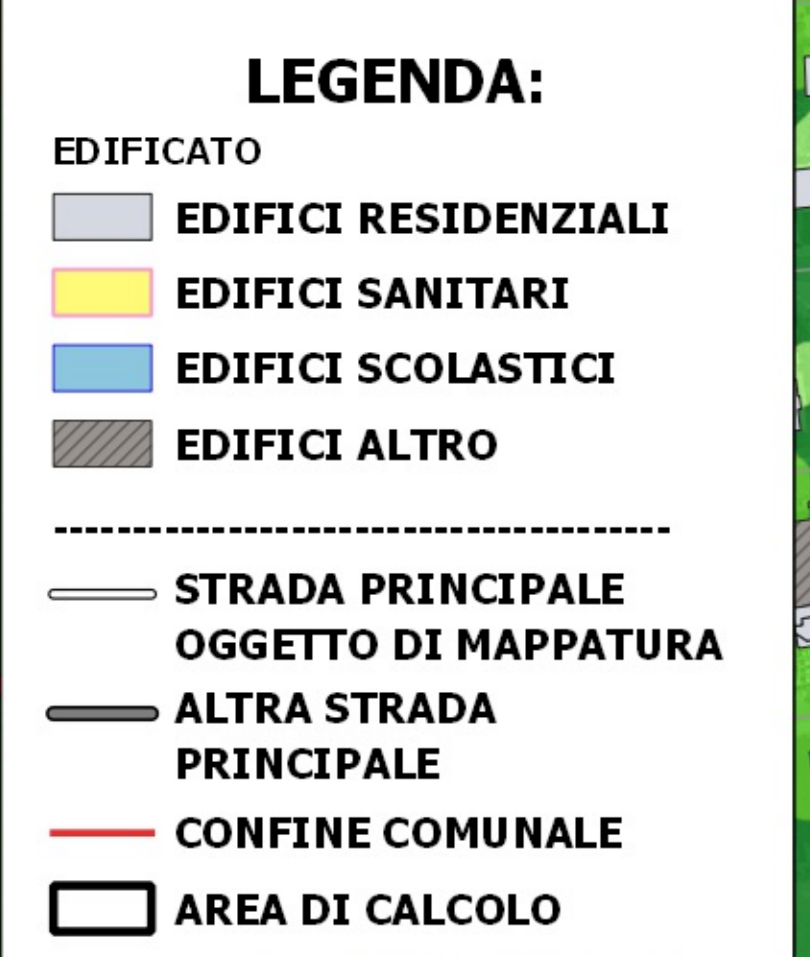 LEGENDA:
EDIFICATO
EDIFICI RESIDENZIALI
EDIFICI SANITARI
EDIFICI SCOLASTICI
EDIFICI ALTRO
---------------------------------------
STRADA PRINCIPALE
OGGETTO DI MAPPATURA
ALTRA STRADA
PRINCIPALE
CONFINE COMUNALE
AREA DI CALCOLO